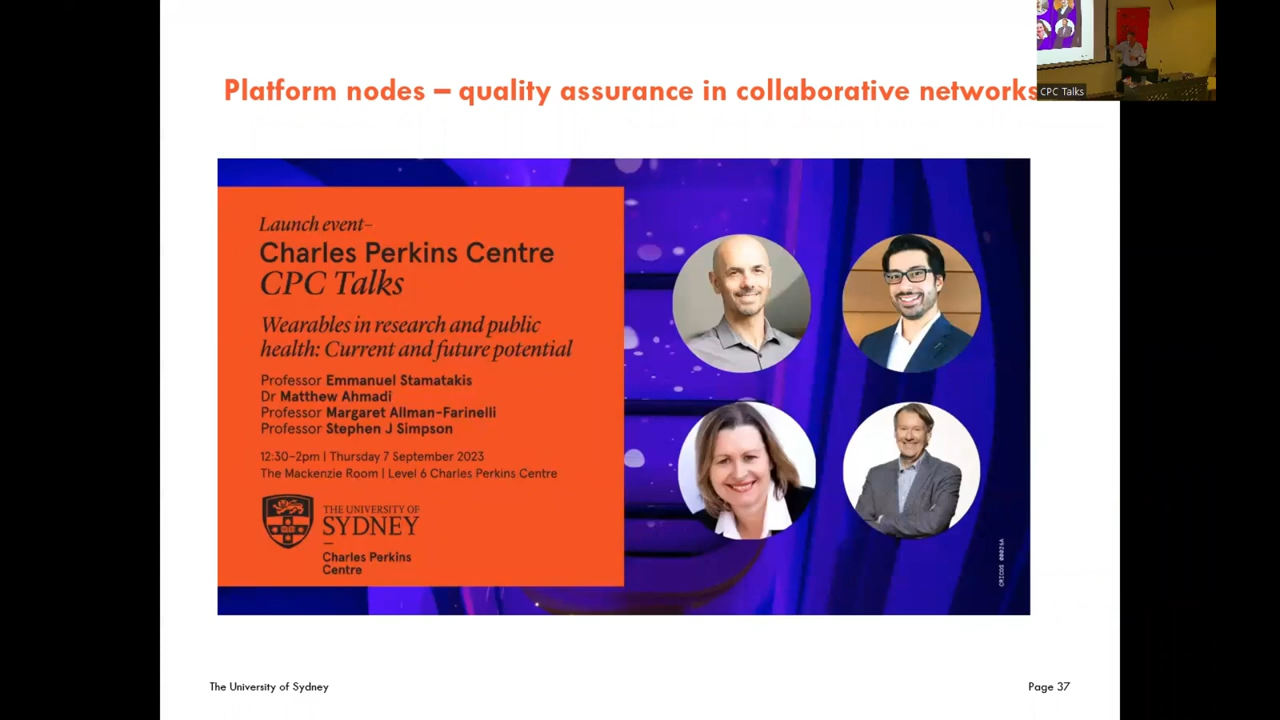 Platform nodes – quality assurance in collaborative networks
CPC Talks
Launch event–
Charles Perkins Centre
CPC Talks
Wearables in research and public
health: Current and future potential
Professor Emmanuel Stamatakis
Dr Matthew Ahmadi
Professor Margaret Allman-Farinelli
Professor Stephen J Simpson
12:30–2pm | Thursday 7 September 2023
The Mackenzie Room | Level 6 Charles Perkins Centre
THE UNIVERSITY OF
SYDNEY
Charles Perkins
Centre
CRICOS 00026A
The University of Sydney
Page 37